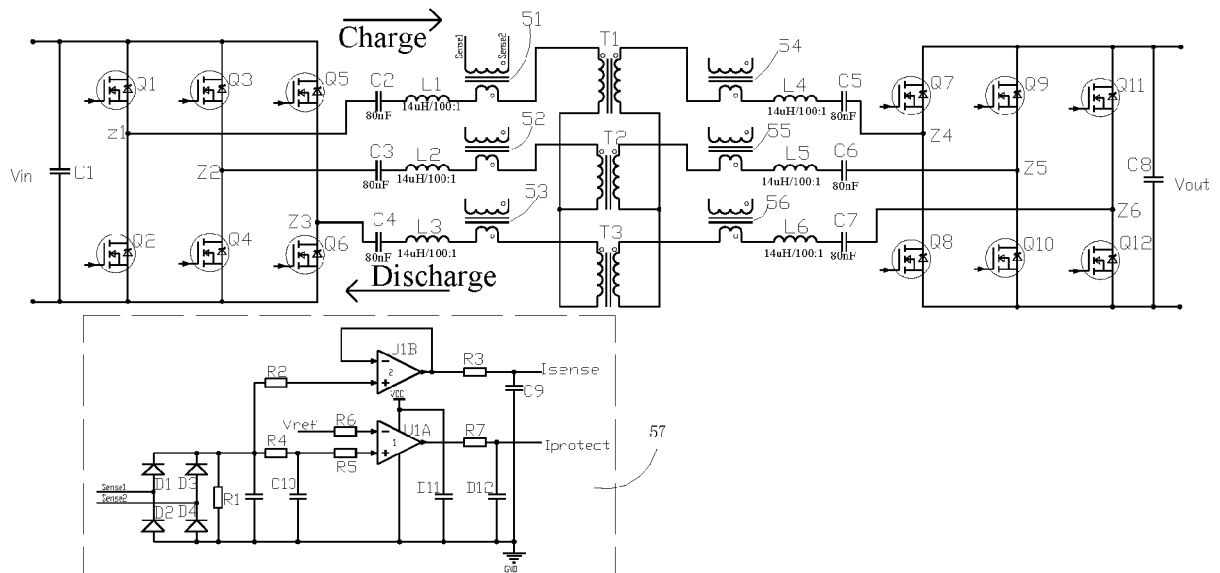 Charge
51
Sense1
Sense2
T1
54
Q1
Q3
Q5
C2
L1
14uH/100:1
80nF
L4
C5
14uH/100:1
80nF
Q7
Q9
Q11
z1
52
T2
55
Z4
Vin
C1
Z2
C3
L2
14uH/100:1
80nF
L5
C6
14uH/100:1
80nF
Z5
C8
Vout
Z3
53
56
Z6
C4
L3
14uH/100:1
80nF
T3
L6
C7
14uH/100:1
80nF
Q2
Q4
Q6
Q8
Q10
Q12
Discharge
2
R2
R3
Isense
C9
VCC
Vref
R6
U1A
1
R4
R5
R7
Iprotect
57
Sense1
Sense2
D1
D3
R1
C10
D2
D4
D12
GND